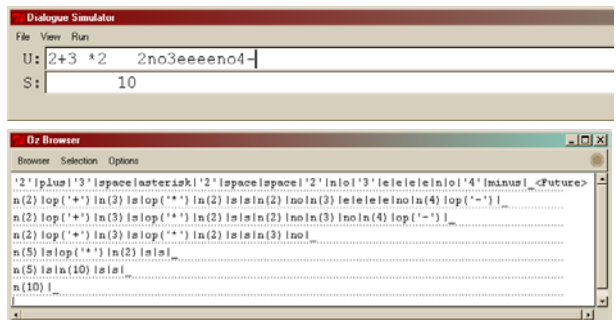 Dialogue Simulator
File View Run
U: 2+3 *2   2no3eeeeno4-
S: 10
Oz Browser
Browser Selection Options
'2'|plus|'3'|space|asterisk|'2'|space|space|'2'|n|o|'3'|e|e|e|e|n|o|'4'|minus|_<Future>
n(2)|op('+')|n(3)|s|op('*')|n(2)|s|s|n(2)|no|n(3)|e|e|e|e|no|n(4)|op('-')|_
n(2)|op('+')|n(3)|s|op('*')|n(2)|s|s|n(2)|no|n(3)|no|n(4)|op('-')|_
n(2)|op('+')|n(3)|s|op('*')|n(2)|s|s|n(3)|no|_
n(5)|s|op('*')|n(2)|s|s|_
n(5)|s|n(10)|s|s|_
n(10)|_